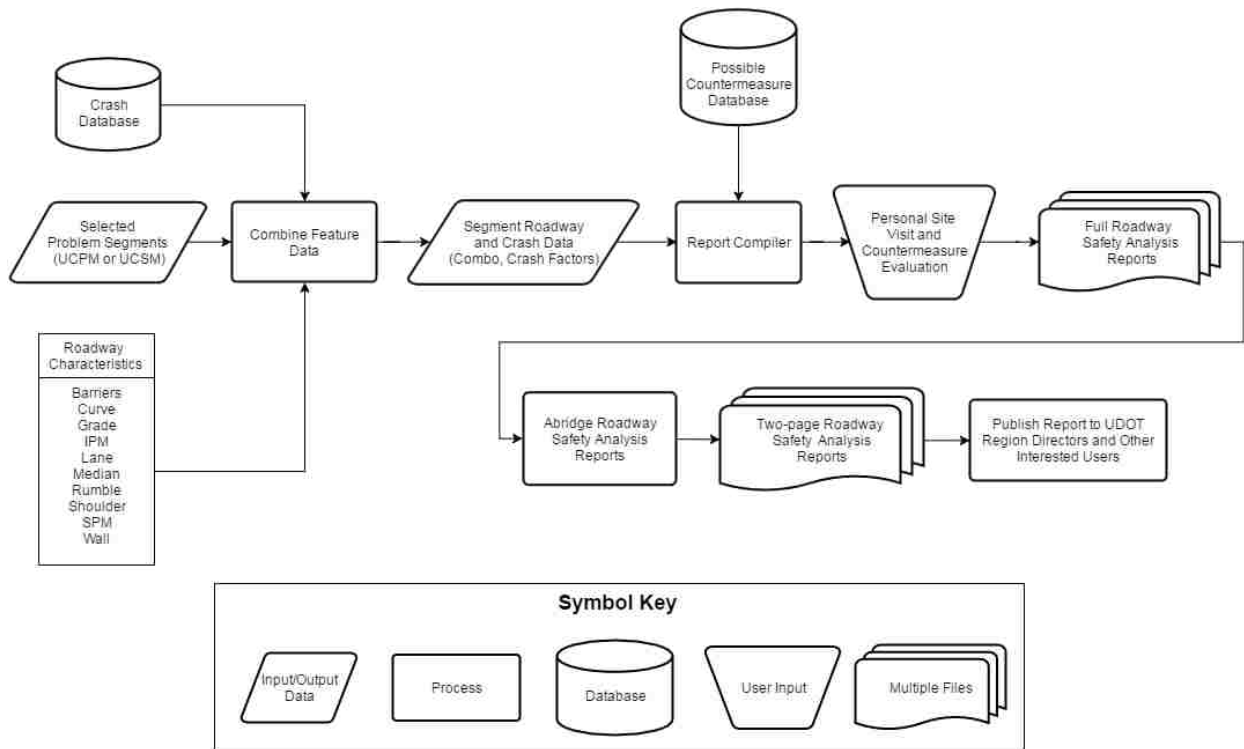 Crash
Database
Possible
Countermeasure
Database
Selected
Problem Segments
(UCPM or UCSM)
Combine Feature
Data
Segment Roadway
and Crash Data
(Combo, Crash Factors)
Report Compiler
Personal Site
Visit and
Countermeasure
Evaluation
Full Roadway
Safety Analysis
Reports
Roadway
Characteristics
Barriers
Curve
Grade
IPM
Lane
Median
Rumble
Shoulder
SPM
Wall
Abridge Roadway
Safety Analysis
Reports
Two-page Roadway
Safety Analysis
Reports
Publish Report to UDOT
Region Directors and Other
Interested Users
Symbol Key
Input/Output
Data
Process
Database
User Input
Multiple Files